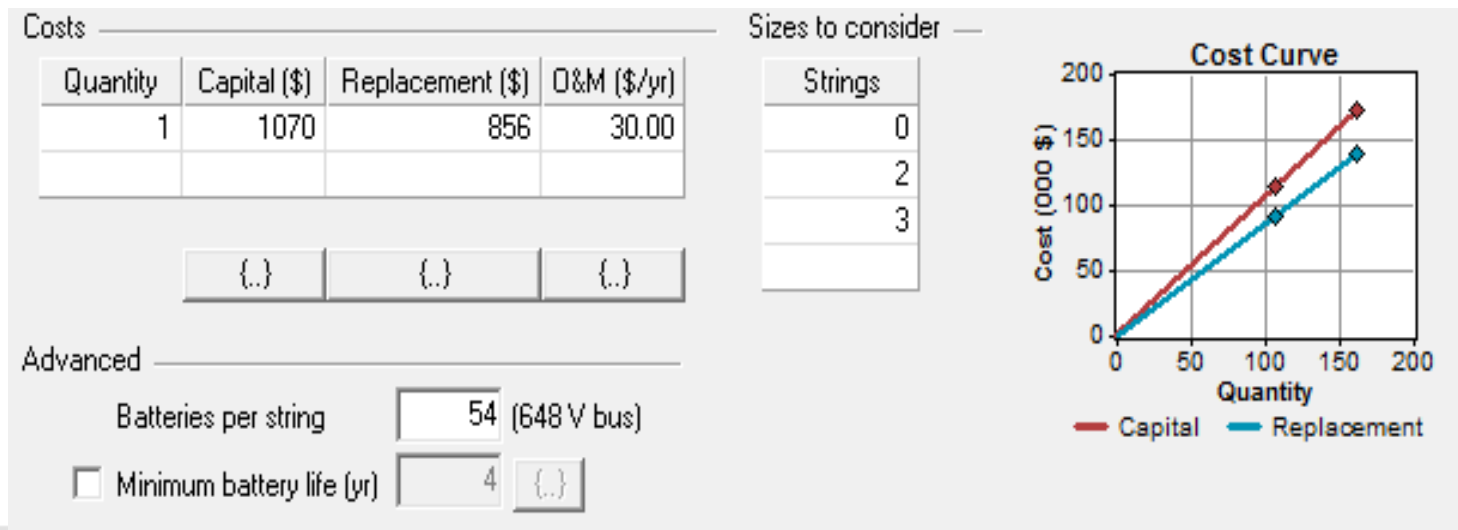 Costs
Quantity Capital ($) Replacement ($) O&M ($/yr)
1 1070 856 30.00
{..} {..} {..}
Sizes to consider
Strings
0
2
3
Cost Curve
200
150
100
50
0
Cost (000 $)
0 50 100 150 200
Quantity
Capital Replacement
Advanced
Batteries per string 54 (648 V bus)
Minimum battery life (yr) 4 {..}